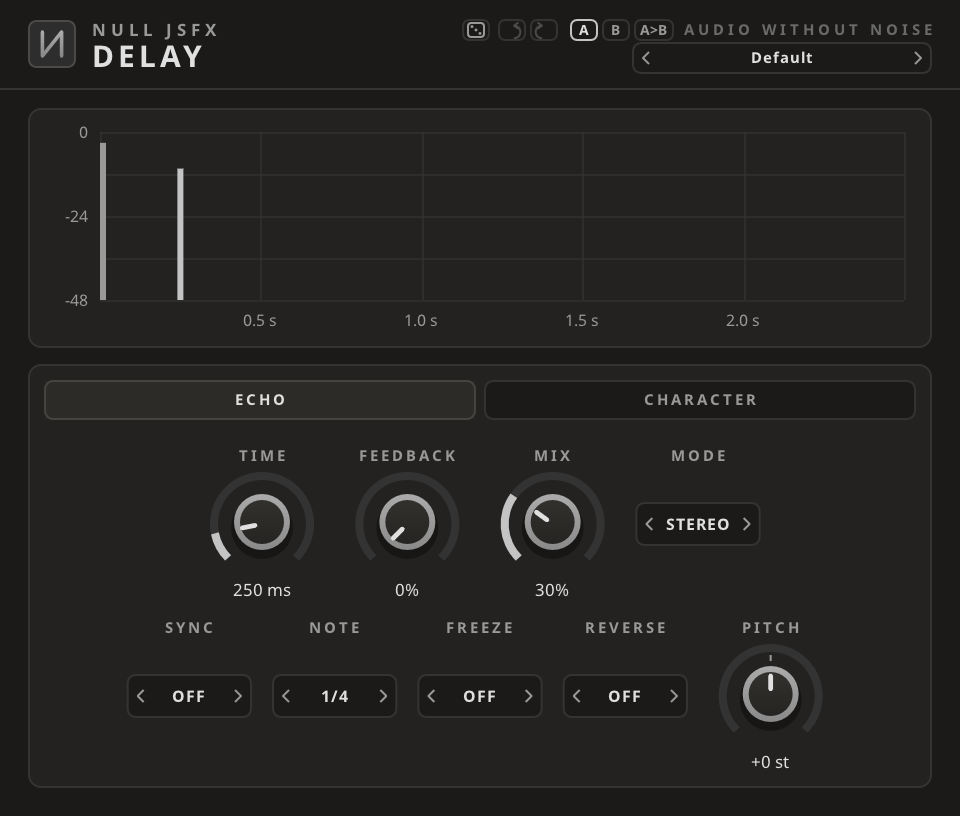 NULL JSFX
DELAY
A B A>B AUDIO WITHOUT NOISE
Default
0
-24
-48
0.5 s 1.0 s 1.5 s 2.0 s
ECHO CHARACTER
TIME FEEDBACK MIX MODE
STEREO
250 ms 0% 30%
SYNC NOTE FREEZE REVERSE PITCH
OFF 1/4 OFF OFF
+0 st